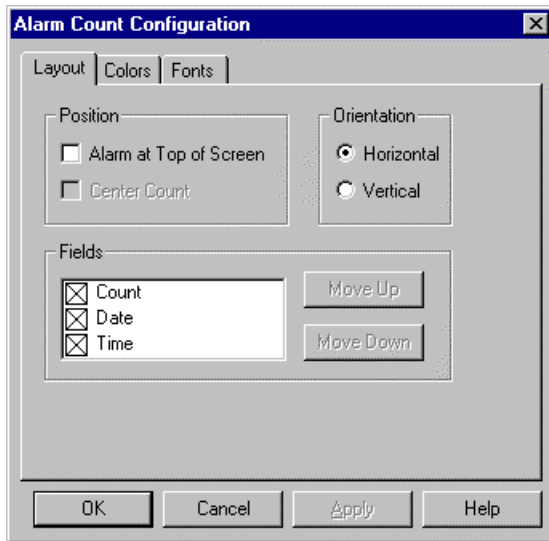 Alarm Count Configuration
Layout Colors Fonts
Position
Alarm at Top of Screen
Center Count
Orientation
Horizontal
Vertical
Fields
Count
Date
Time
Move Up
Move Down
OK Cancel Apply Help